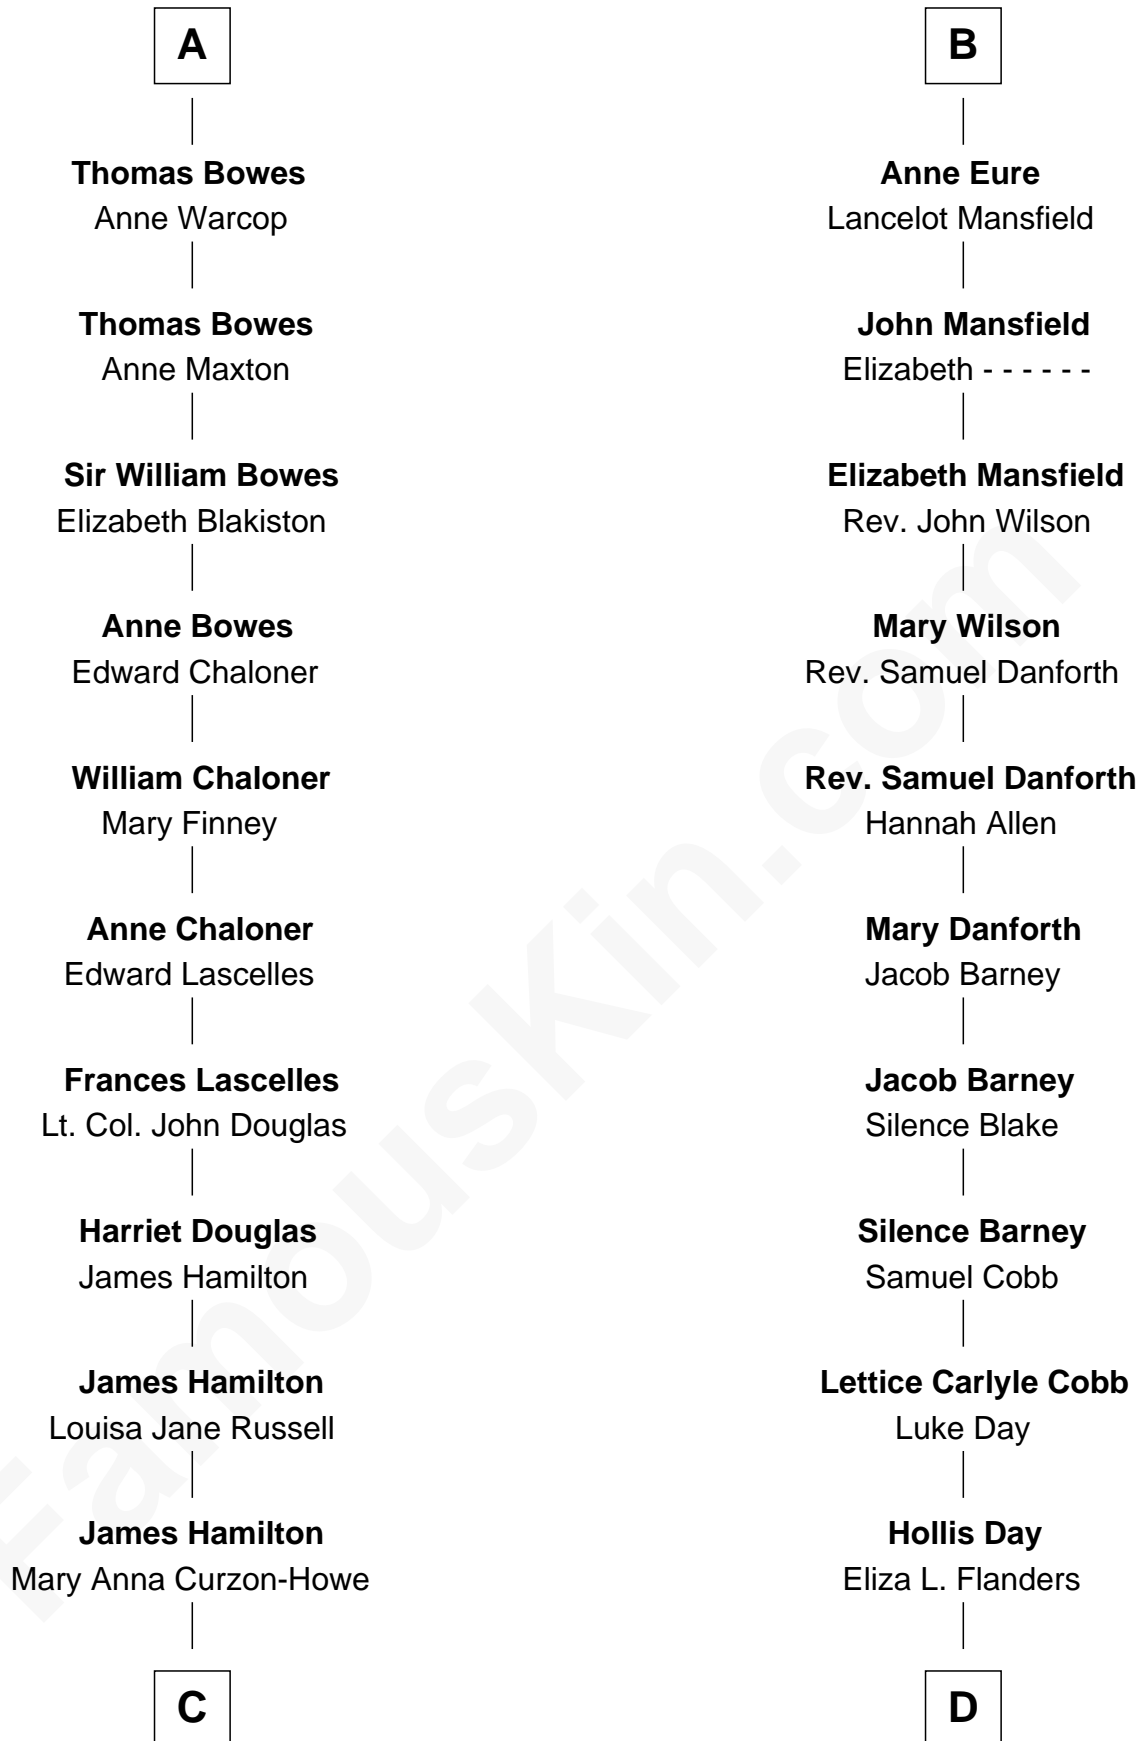 A
Thomas Bowes
Anne Warcop
Thomas Bowes
Anne Maxton
Sir William Bowes
Elizabeth Blakiston
Anne Bowes
Edward Chaloner
William Chaloner
Mary Finney
Anne Chaloner
Edward Lascelles
Frances Lascelles
Lt. Col. John Douglas
Harriet Douglas
James Hamilton
James Hamilton
Louisa Jane Russell
James Hamilton
Mary Anna Curzon-Howe
C
B
Anne Eure
Lancelot Mansfield
John Mansfield
Elizabeth - - - - - -
Elizabeth Mansfield
Rev. John Wilson
Mary Wilson
Rev. Samuel Danforth
Rev. Samuel Danforth
Hannah Allen
Mary Danforth
Jacob Barney
Jacob Barney
Silence Blake
Silence Barney
Samuel Cobb
Lettice Carlyle Cobb
Luke Day
Hollis Day
Eliza L. Flanders
D
FamousKin.com